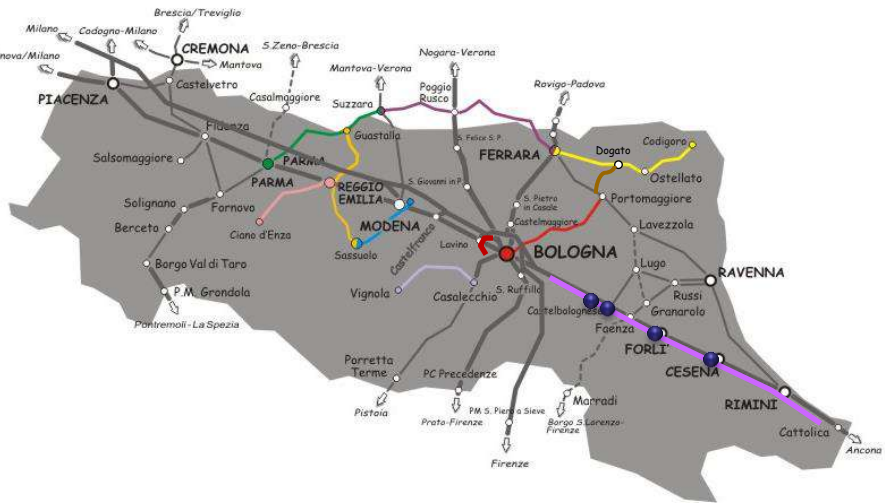 Brescia/Treviglio
Milano
Codogno-Milano
CREMONA
S.Zeno-Brescia
Nogara-Verona
nova/Milano
Mantova
Mantova-Verona
Rovigo-Padova
Castelvetro
Poggio
Rusco
PIACENZA
Casalmaggiore
Suzzara
Fidenza
Guastalla
S. Felice S. P.
Codigoro
Dogato
FERRARA
Salsomaggiore
PARMA
PARMA
Ostellato
REGGIO
EMILIA
S. Giovanni in P.
S. Pietro
in Casale
Portomaggiore
Solignano
Fornovo
Berceto
MODENA
Castelmaggiore
Lavezzola
Ciano d'Enza
Castelfranco
Lavino
BOLOGNA
Sassuolo
Borgo Val di Taro
Lugo
RAVENNA
P.M. Grondola
Vignola
Casalecchio
S. Ruffillo
Russi
Castelbolognese
Granarolo
Faenza
Pontremoli-La Spezia
FORLI'
Porretta
Terme
PC Precedenze
CESENA
Marradi
RIMINI
Pistoia
Prato-Firenze
PM S. Piero a Sieve
Borgo S.Lorenzo-
Firenze
Cattolica
Ancona
Firenze